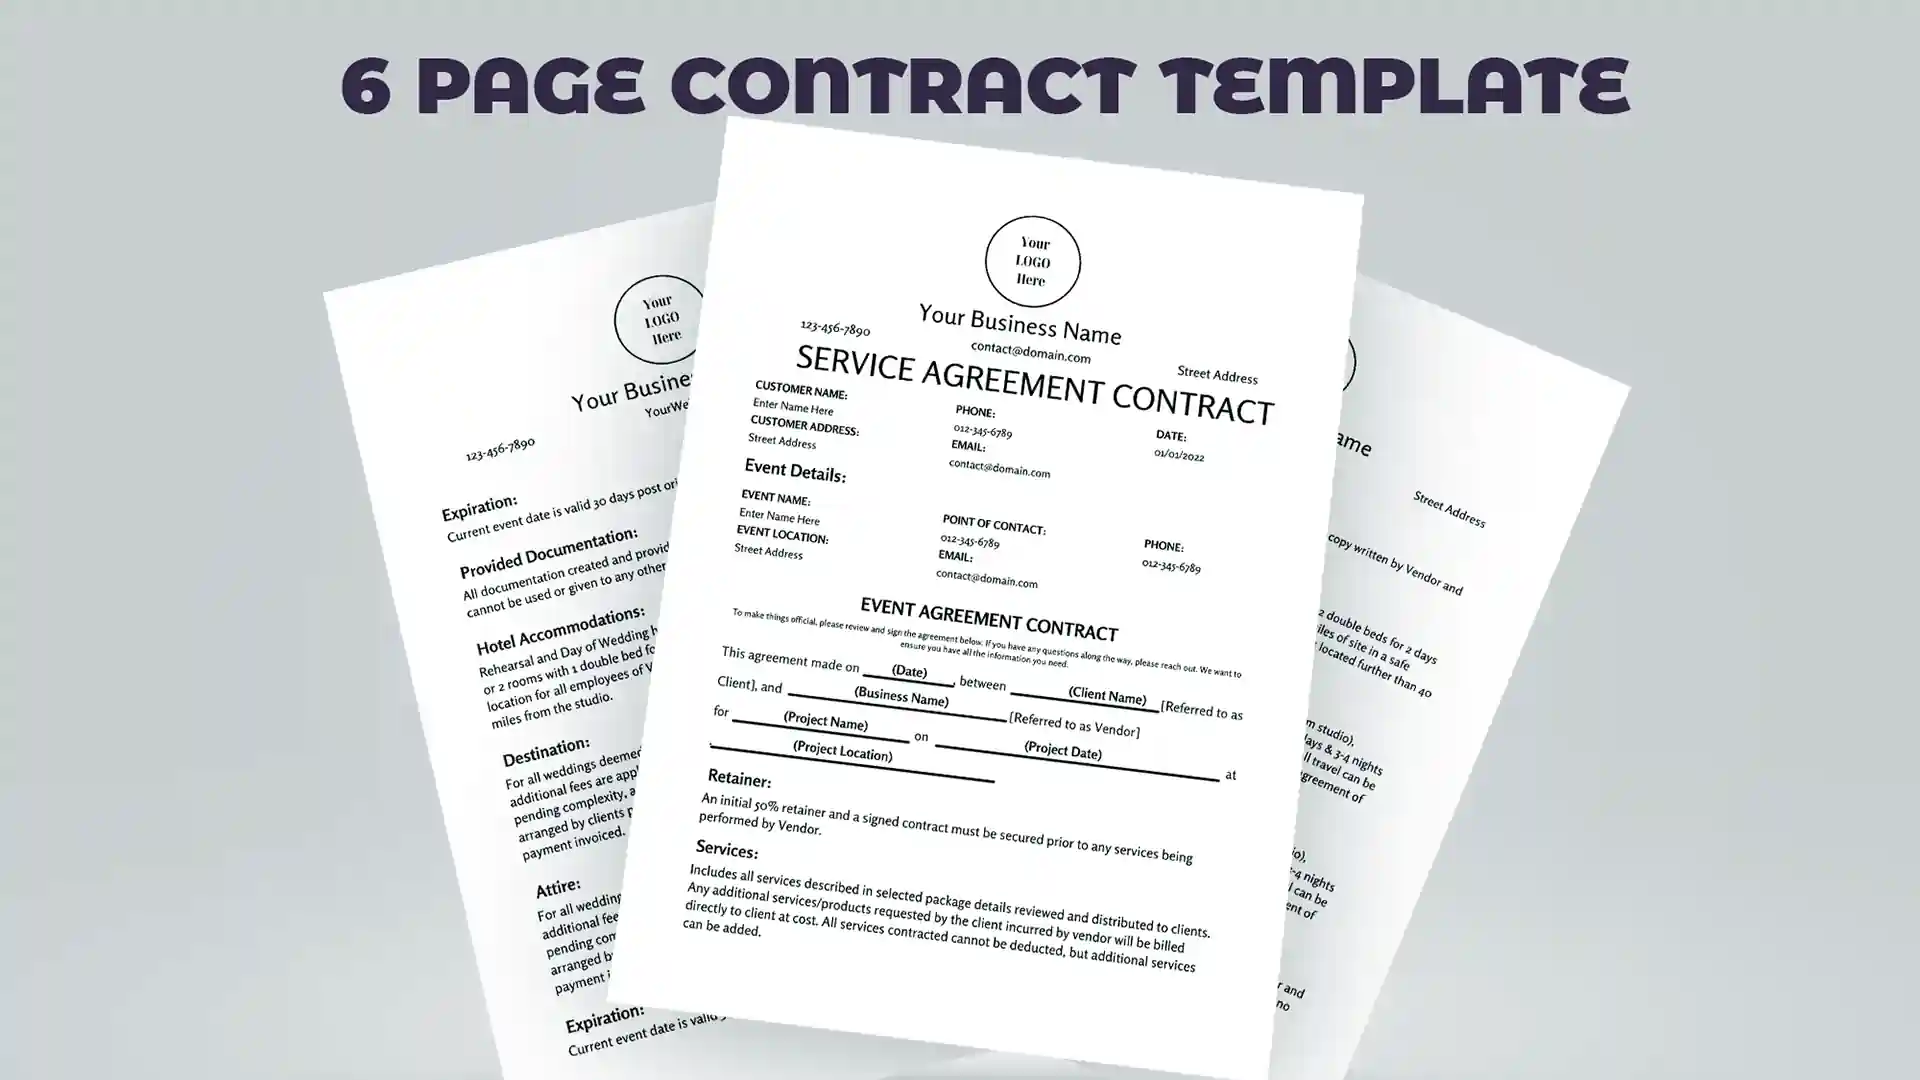 6 PAGE CONTRACT TEMPLATE
Your
LOGO
Here
Your Busine
YourWe
123-456-7890
Expiration:
Current event date is valid 30 days post ori
Provided Documentation:
All documentation created and provid
cannot be used or given to any other
Hotel Accommodations:
Rehearsal and Day of Wedding h
or 2 rooms with 1 double bed fo
location for all employees of V
miles from the studio.
Destination:
For all weddings deemed
additional fees are appl
pending complexity, a
arranged by clients p
payment invoiced.
Attire:
For all wedding
additional fee
pending com
arranged b
payment i
Expiration:
Current event date is valid
Your
LOGO
Here
Your Business Name
123-456-7890
contact@domain.com
Street Address
SERVICE AGREEMENT CONTRACT
CUSTOMER NAME:
Enter Name Here
CUSTOMER ADDRESS:
Street Address
PHONE:
012-345-6789
EMAIL:
contact@domain.com
DATE:
01/01/2022
Event Details:
EVENT NAME:
Enter Name Here
EVENT LOCATION:
Street Address
POINT OF CONTACT:
012-345-6789
EMAIL:
contact@domain.com
PHONE:
012-345-6789
EVENT AGREEMENT CONTRACT
To make things official, please review and sign the agreement below. If you have any questions along the way, please reach out. We want to
ensure you have all the information you need.
This agreement made on (Date), between (Client Name) [Referred to as
Client], and (Business Name) [Referred to as Vendor]
for (Project Name) on (Project Date) at
(Project Location)
Retainer:
An initial 50% retainer and a signed contract must be secured prior to any services being
performed by Vendor.
Services:
Includes all services described in selected package details reviewed and distributed to clients.
Any additional services/products requested by the client incurred by vendor will be billed
directly to client at cost. All services contracted cannot be deducted, but additional services
can be added.
ame
Street Address
copy written by Vendor and
2 double beds for 2 days
iles of site in a safe
located further than 40
m studio),
ays & 3-4 nights
ll travel can be
greement of
io),
-4 nights
l can be
ent of
r and
no